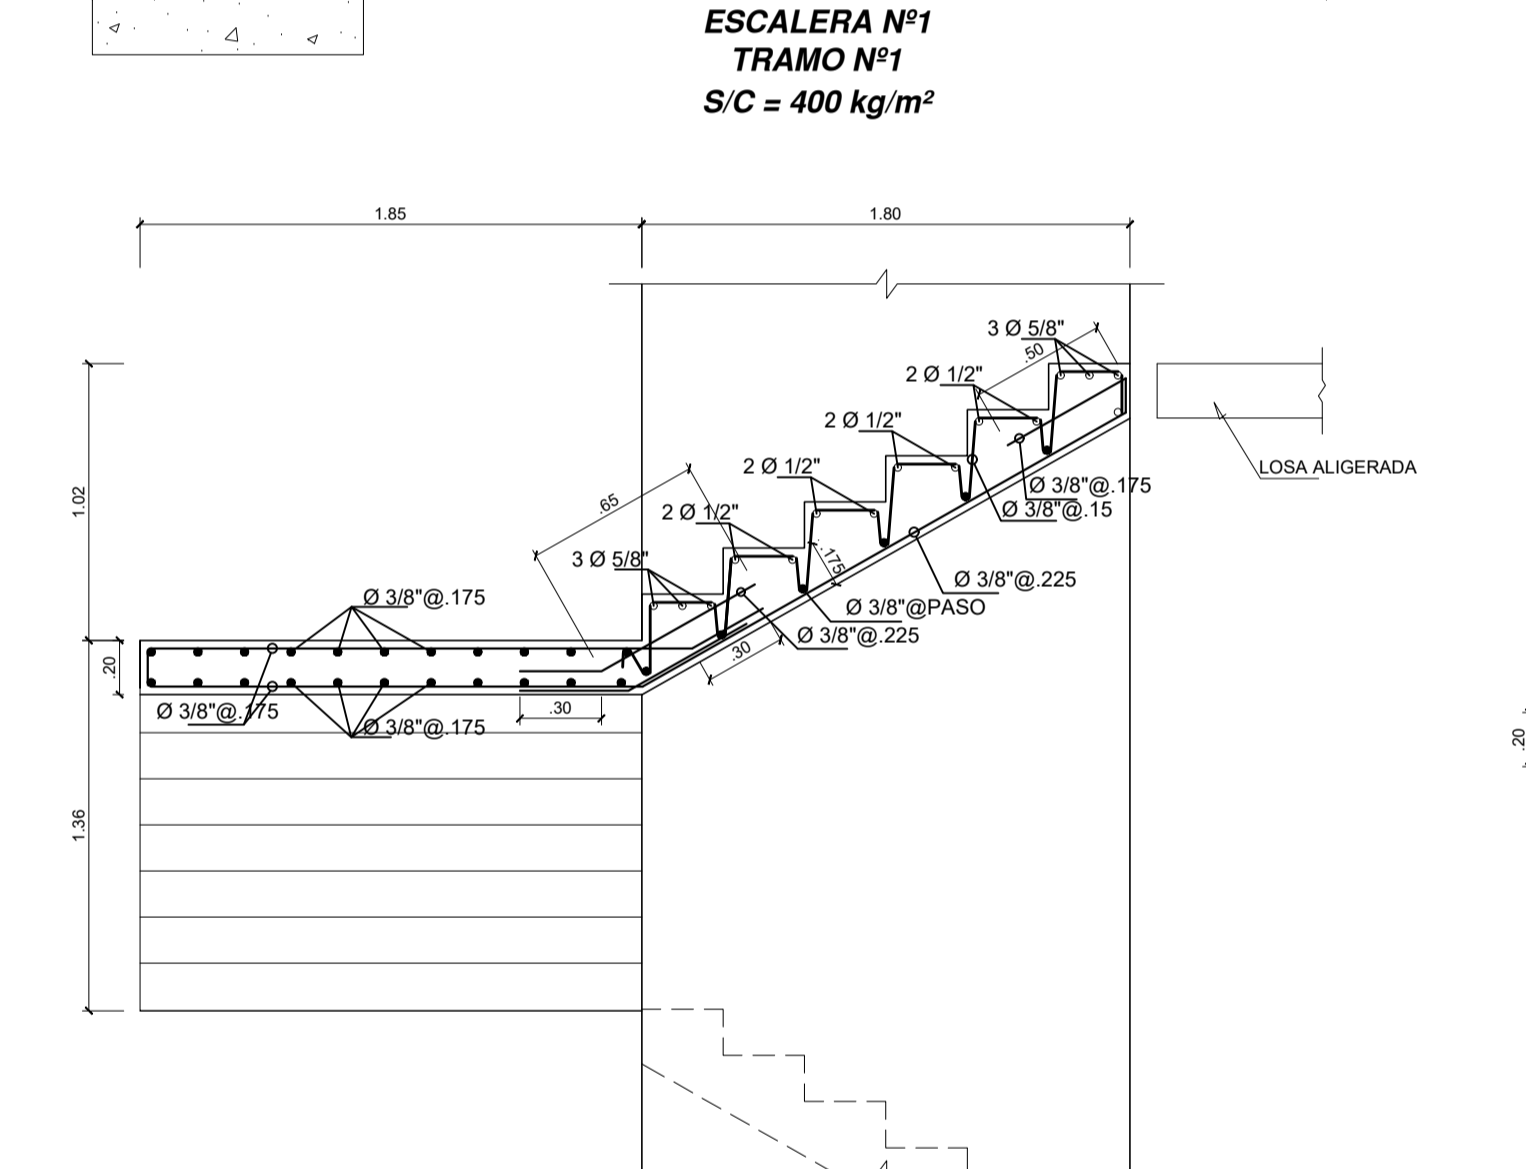 ESCALERA Nº1
TRAMO Nº1
S/C = 400 kg/m²
1.85
1.80
3 Ø 5/8"
.50
2 Ø 1/2"
2 Ø 1/2"
2 Ø 1/2"
LOSA ALIGERADA
Ø 3/8"@.175
1.02
.65
2 Ø 1/2"
Ø 3/8"@.15
3 Ø 5/8"
.175
Ø 3/8"@.225
Ø 3/8"@.175
Ø 3/8"@PASO
Ø 3/8"@.225
.30
.20
Ø 3/8"@.175
.30
Ø 3/8"@.175
.20
1.36